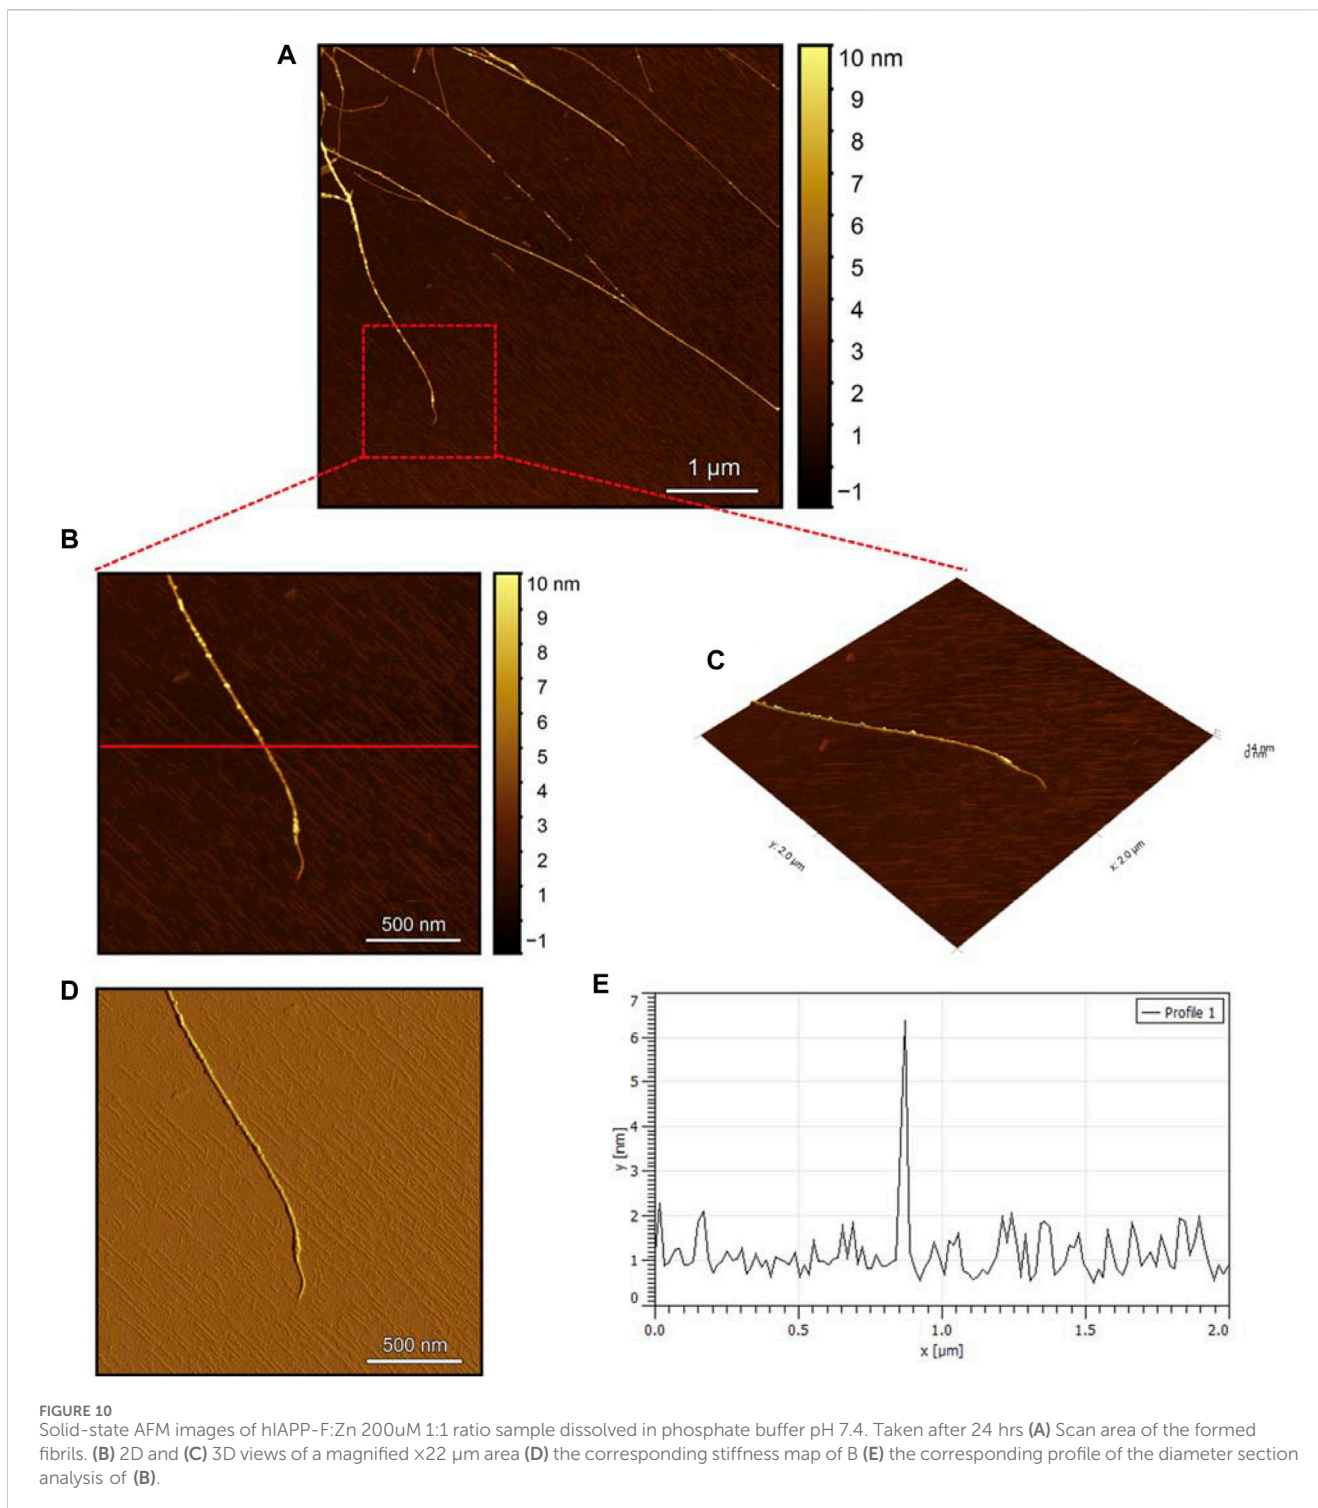 A
10 nm
9
8
7
6
5
4
3
2
1
−1
1 µm
B
10 nm
9
8
7
6
5
4
3
2
1
−1
500 nm
C
14 nm
0 nm
y: 2.0 µm
x: 2.0 µm
D
500 nm
E
Profile 1
7
6
5
4
3
2
1
0
y [nm]
0.0 0.5 1.0 1.5 2.0
x [µm]
FIGURE 10
Solid-state AFM images of hIAPP-F:Zn 200uM 1:1 ratio sample dissolved in phosphate buffer pH 7.4. Taken after 24 hrs (A) Scan area of the formed
fibrils. (B) 2D and (C) 3D views of a magnified ×22 µm area (D) the corresponding stiffness map of B (E) the corresponding profile of the diameter section
analysis of (B).